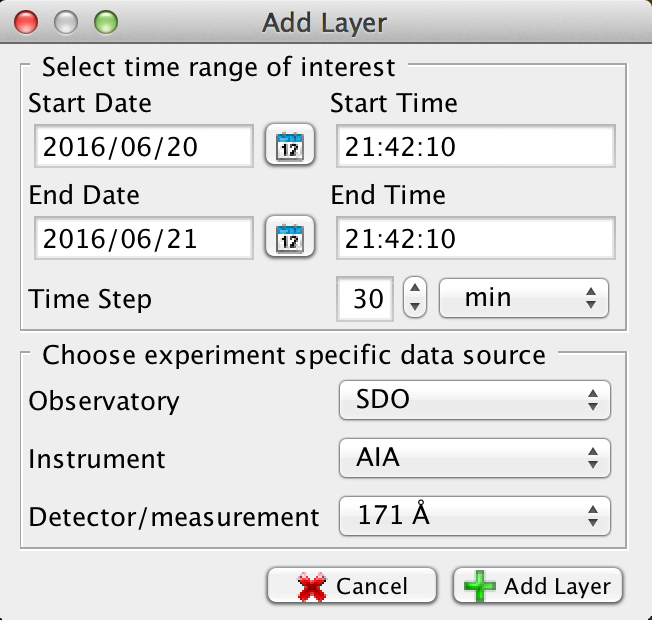 Add Layer
Select time range of interest
Start Date Start Time
2016/06/20 21:42:10
End Date End Time
2016/06/21 21:42:10
Time Step 30 min
Choose experiment specific data source
Observatory SDO
Instrument AIA
Detector/measurement 171 Å
Cancel Add Layer